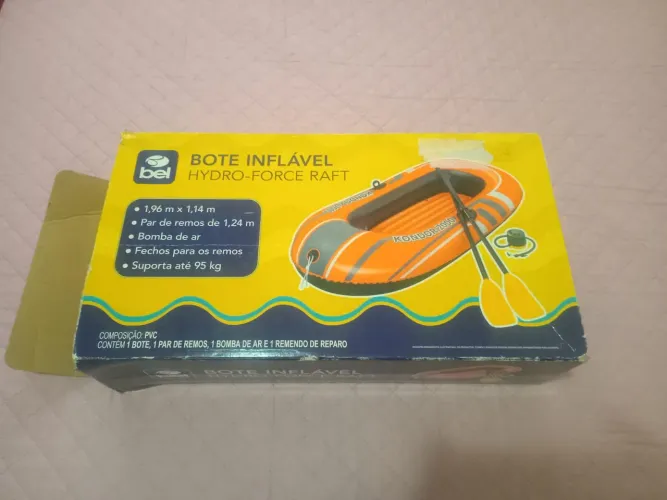 bel
BOTE INFLÁVEL
HYDRO-FORCE RAFT
• 1,96 m x 1,14 m
• Par de remos de 1,24 m
• Bomba de ar
• Fechos para os remos
• Suporta até 95 kg
COMPOSIÇÃO: PVC
CONTÉM 1 BOTE, 1 PAR DE REMOS, 1 BOMBA DE AR E 1 REMENDO DE REPARO
bel
BOTE INFLÁVEL